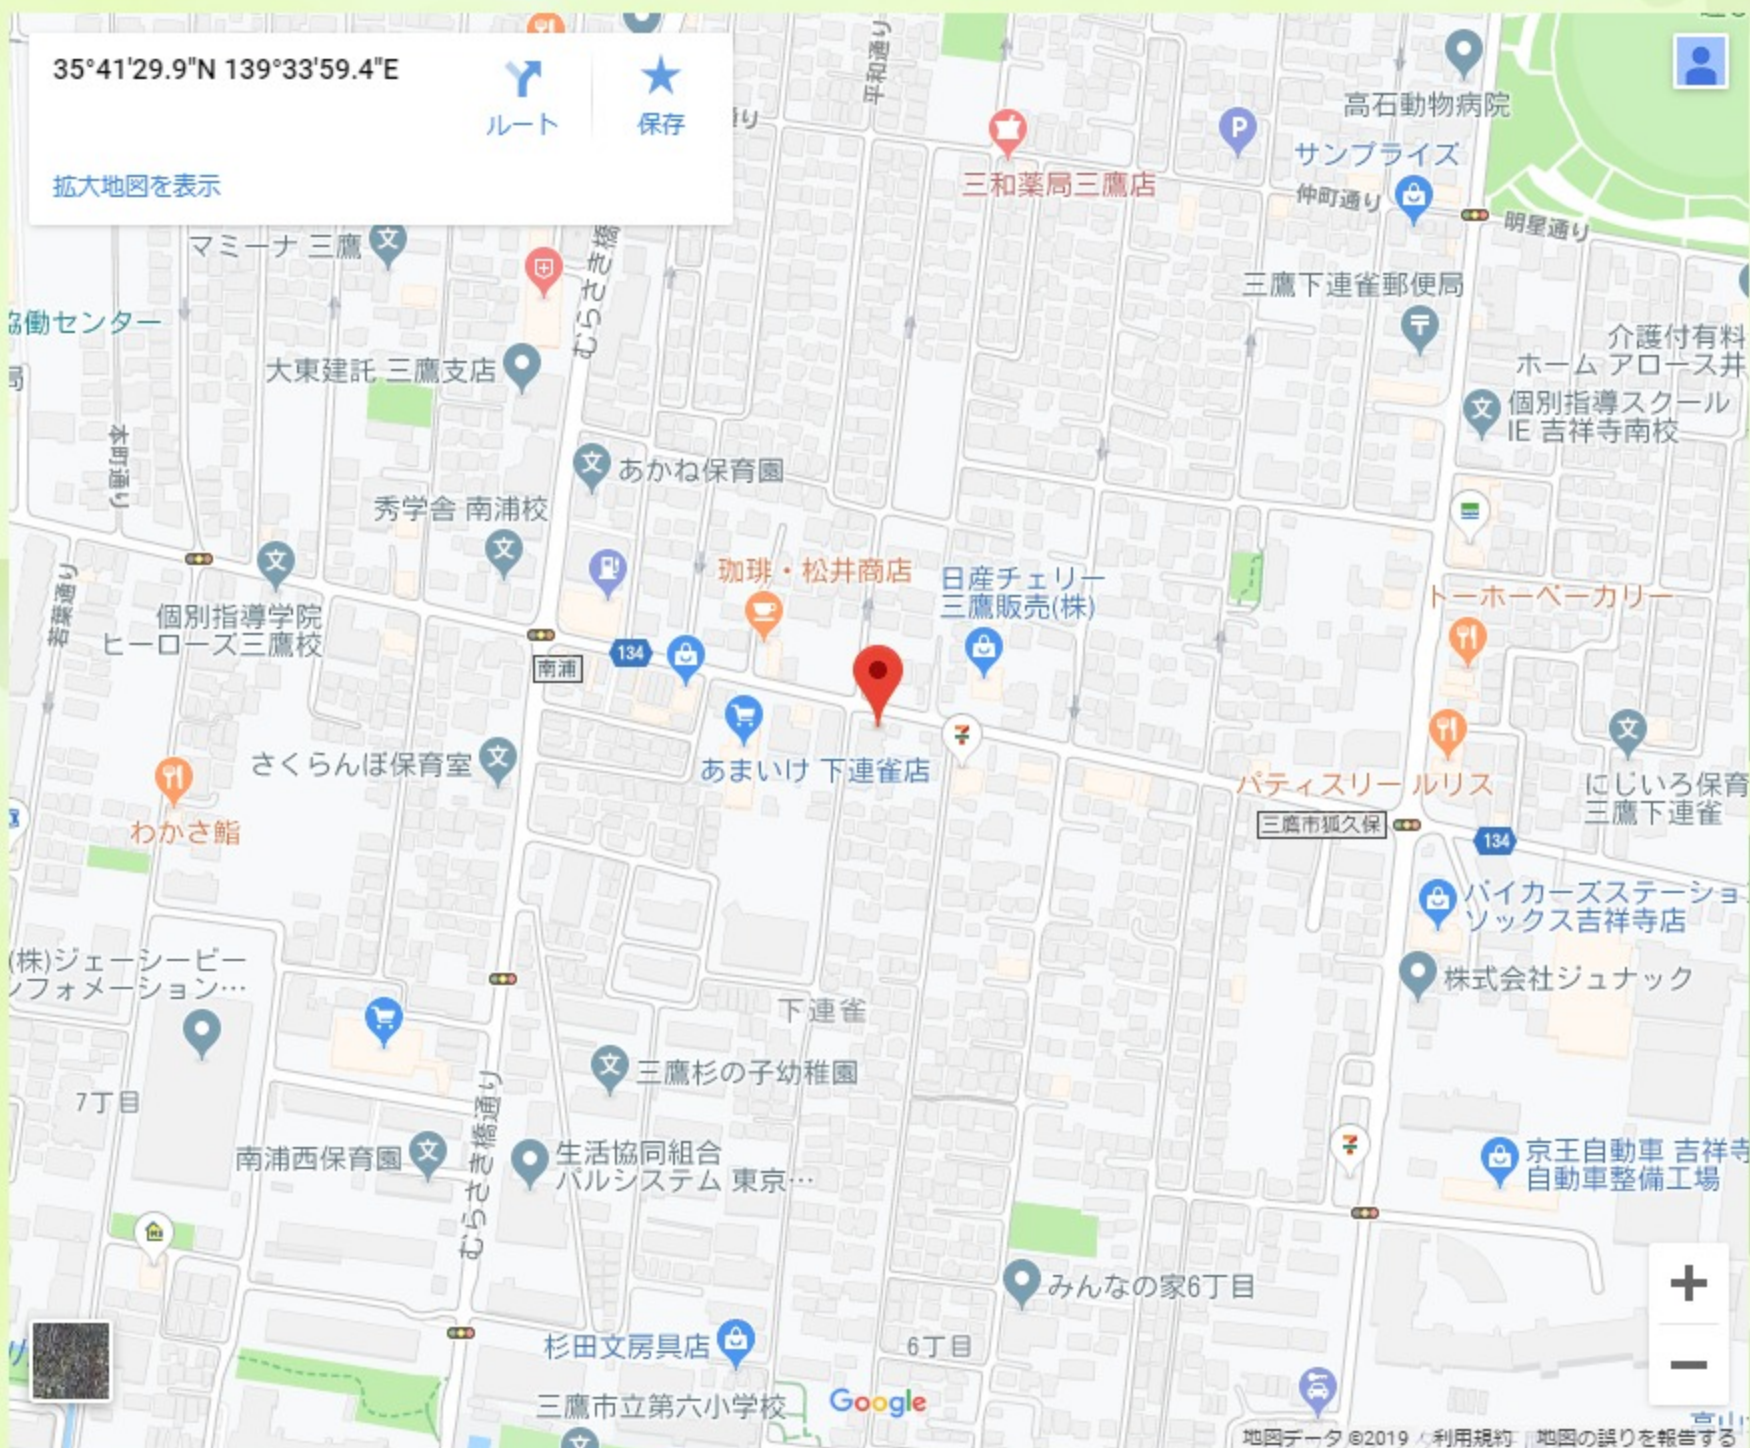 35°41'29.9"N 139°33'59.4"E
ルート
保存
拡大地図を表示
平和通り
高石動物病院
P
サンプライズ
三和薬局三鷹店
仲町通り
明星通り
マミーナ 三鷹
文
むらさき橋
三鷹下連雀郵便局
協働センター
介護付有料
ホーム アローズ井
大東建託 三鷹支店
局
個別指導スクール
IE 吉祥寺南校
文
本町通り
文
あかね保育園
秀学舎 南浦校
文
珈琲・松井商店
日産チェリー
三鷹販売(株)
トーホーベーカリー
若葉通り
文
個別指導学院
ヒーローズ三鷹校
南浦
134
7
さくらんぼ保育室
文
あまいけ 下連雀店
パティスリー ルリス
文
にじいろ保育
三鷹下連雀
わかさ鮨
三鷹市狐久保
134
バイカーズステーショ
ソックス吉祥寺店
(株)ジェーシービー
ンフォメーション…
株式会社ジュナック
下連雀
文
三鷹杉の子幼稚園
7丁目
むらさき橋通り
南浦西保育園
文
生活協同組合
パルシステム 東京…
7
京王自動車 吉祥寺
自動車整備工場
みんなの家6丁目
杉田文房具店
6丁目
三鷹市立第六小学校
文
Google
地図データ ©2019
利用規約
地図の誤りを報告する